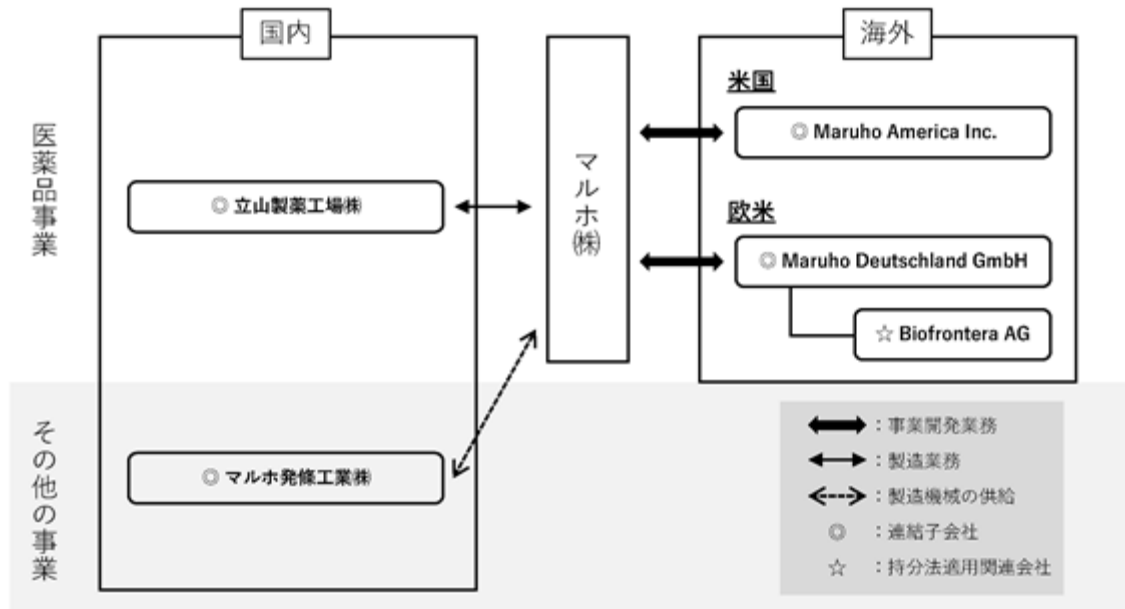 国内
海外
医薬品事業
その他の事業
◎ 立山製薬工場㈱
◎ マルホ発條工業㈱
マルホ㈱
米国
◎ Maruho America Inc.
欧米
◎ Maruho Deutschland GmbH
☆ Biofrontera AG
：事業開発業務
：製造業務
：製造機械の供給
◎ ：連結子会社
☆ ：持分法適用関連会社